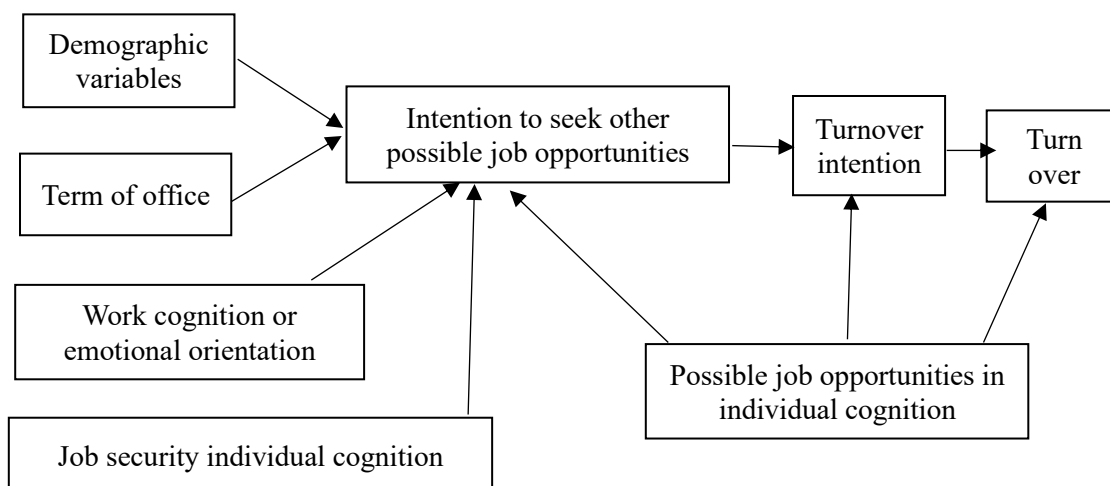 Demographic
variables
Term of office
Work cognition or
emotional orientation
Job security individual cognition
Intention to seek other
possible job opportunities
Possible job opportunities in
individual cognition
Turnover
intention
Turn
over